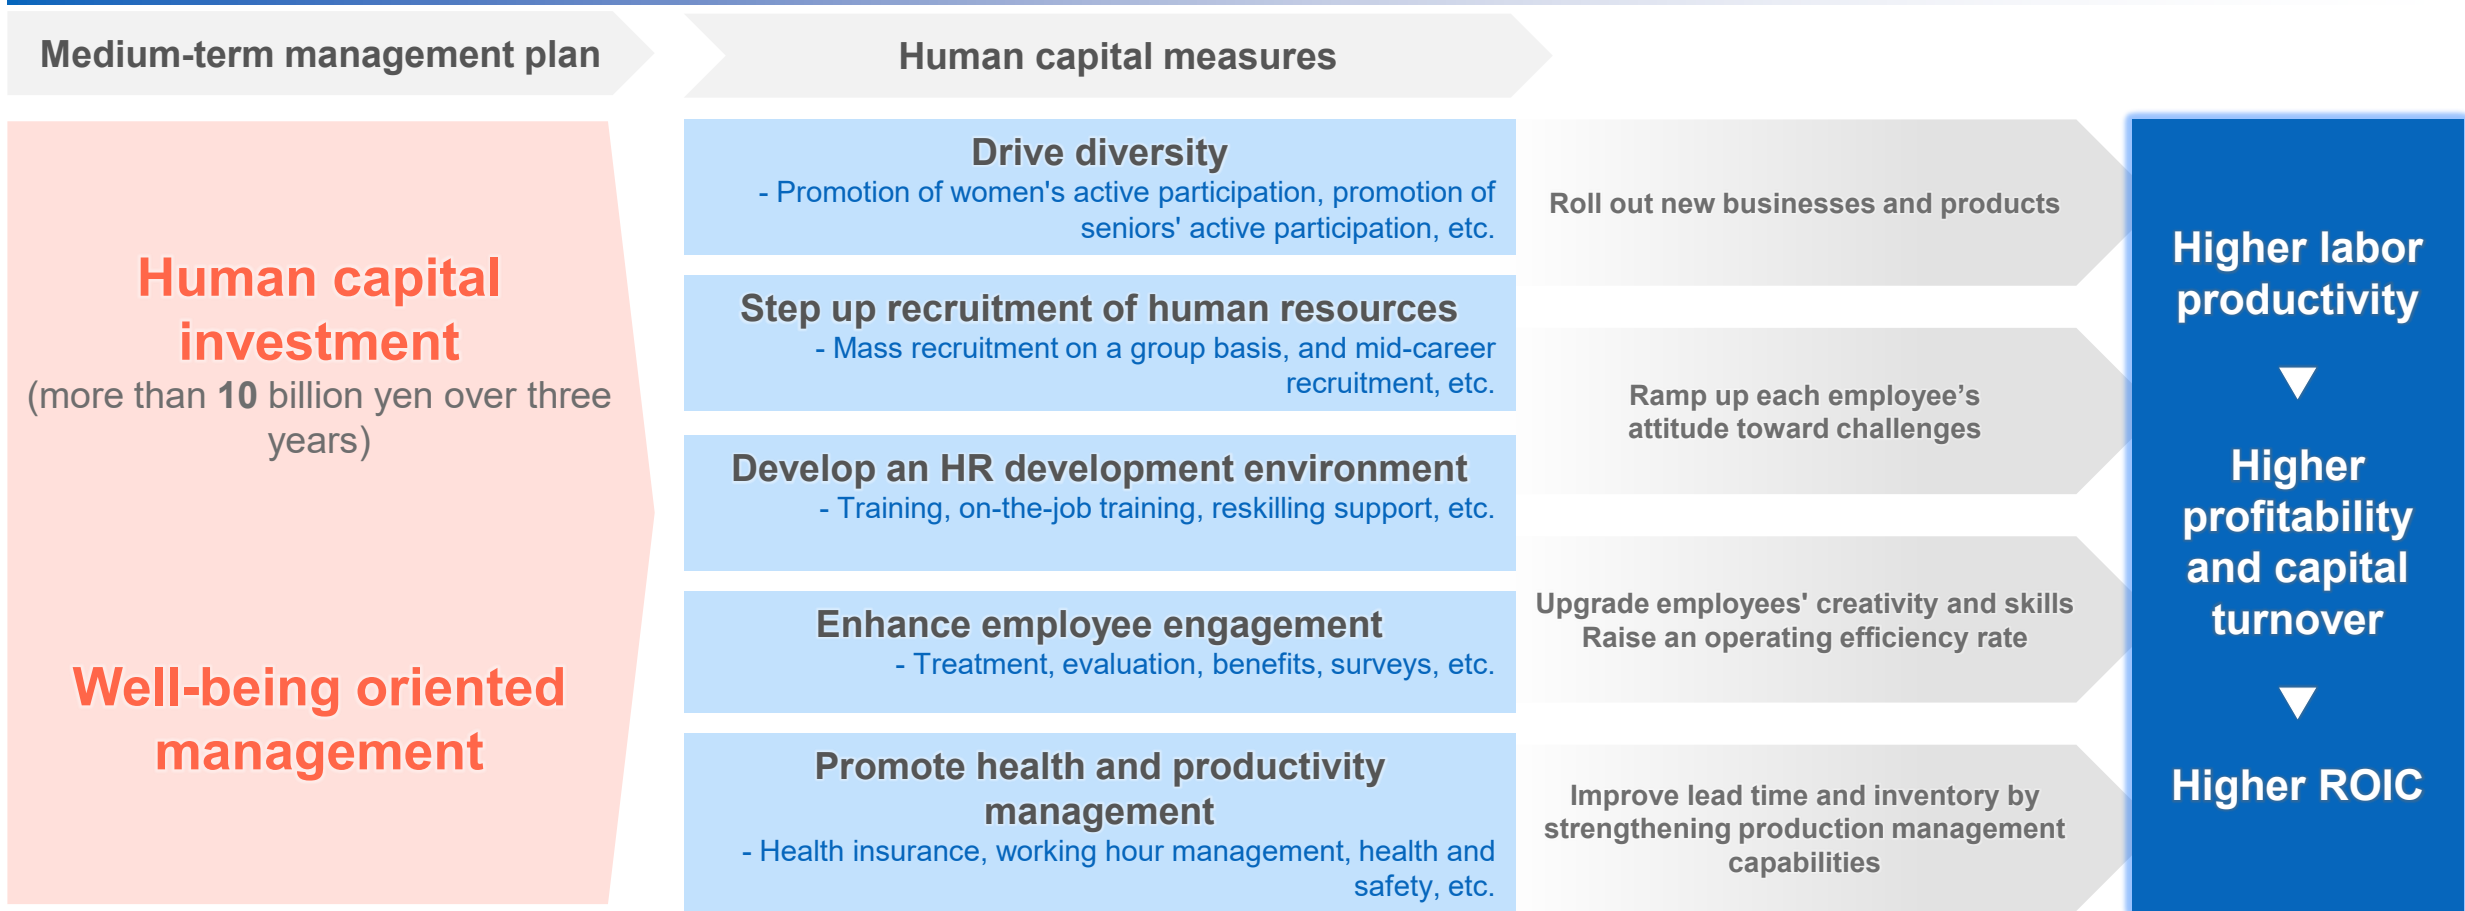 Medium-term management plan
Human capital measures
Human capital
investment
(more than 10 billion yen over three
years)
Well-being oriented
management
Drive diversity
- Promotion of women's active participation, promotion of
seniors' active participation, etc.
Step up recruitment of human resources
- Mass recruitment on a group basis, and mid-career
recruitment, etc.
Develop an HR development environment
- Training, on-the-job training, reskilling support, etc.
Enhance employee engagement
- Treatment, evaluation, benefits, surveys, etc.
Promote health and productivity
management
- Health insurance, working hour management, health and
safety, etc.
Roll out new businesses and products
Ramp up each employee’s
attitude toward challenges
Upgrade employees' creativity and skills
Raise an operating efficiency rate
Improve lead time and inventory by
strengthening production management
capabilities
Higher labor
productivity
▼
Higher
profitability
and capital
turnover
▼
Higher ROIC